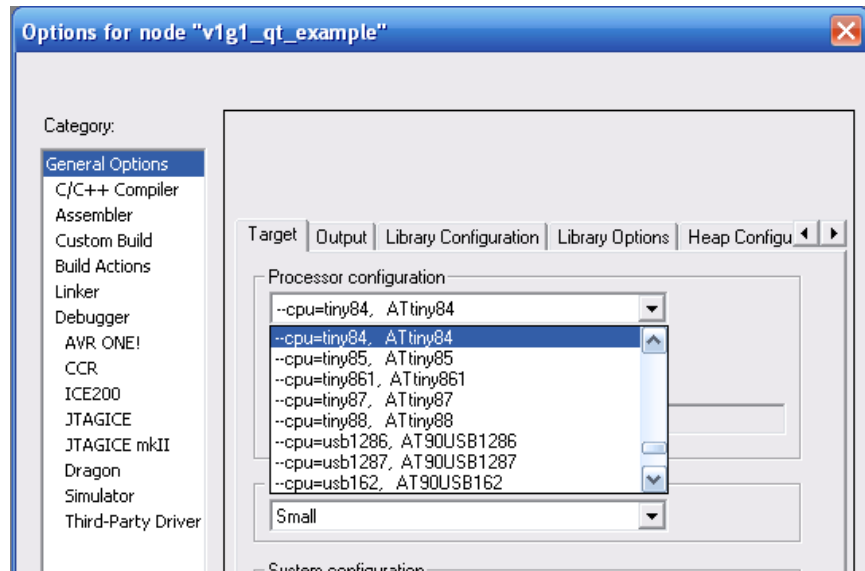 Options for node "v1g1_qt_example"
Category:
General Options
C/C++ Compiler
Assembler
Custom Build
Build Actions
Linker
Debugger
AVR ONE!
CCR
ICE200
JTAGICE
JTAGICE mkII
Dragon
Simulator
Third-Party Driver
Target Output Library Configuration Library Options Heap Configu
Processor configuration
--cpu=tiny84, ATtiny84
--cpu=tiny84, ATtiny84
--cpu=tiny85, ATtiny85
--cpu=tiny861, ATtiny861
--cpu=tiny87, ATtiny87
--cpu=tiny88, ATtiny88
--cpu=usb1286, AT90USB1286
--cpu=usb1287, AT90USB1287
--cpu=usb162, AT90USB162
Small
System configuration